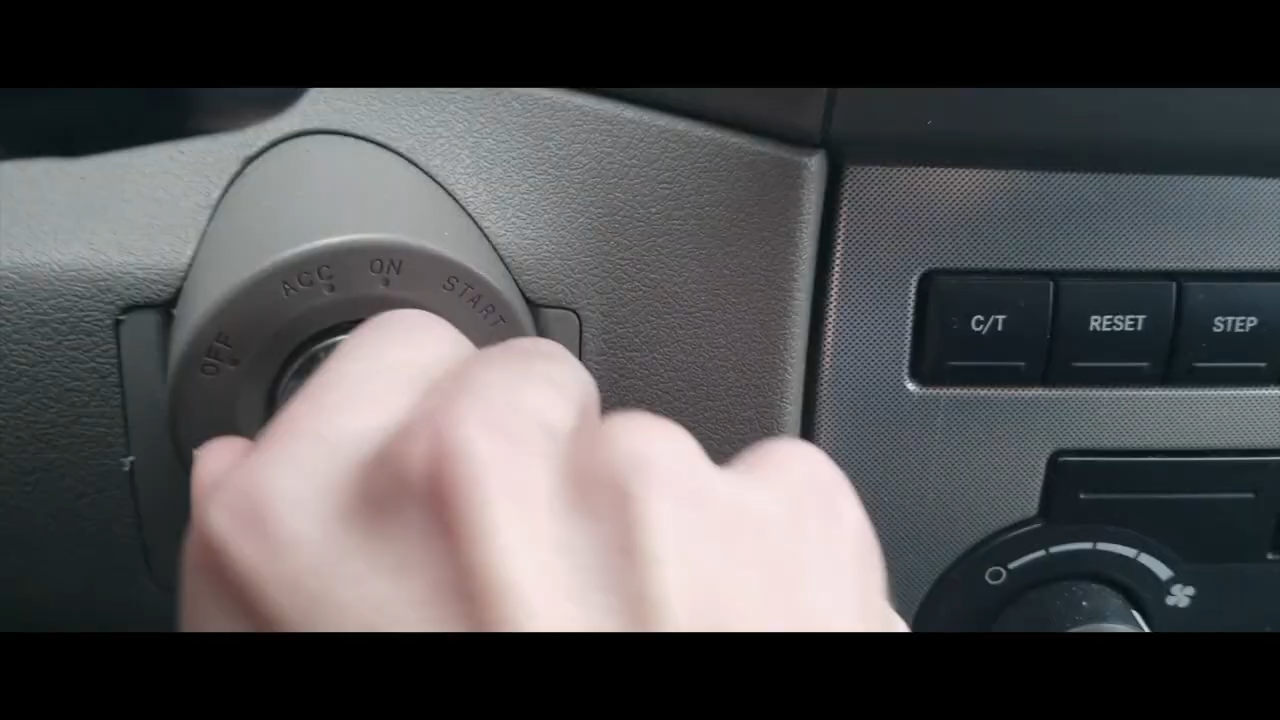 OFF
ACC
ON
START
C/T
RESET
STEP